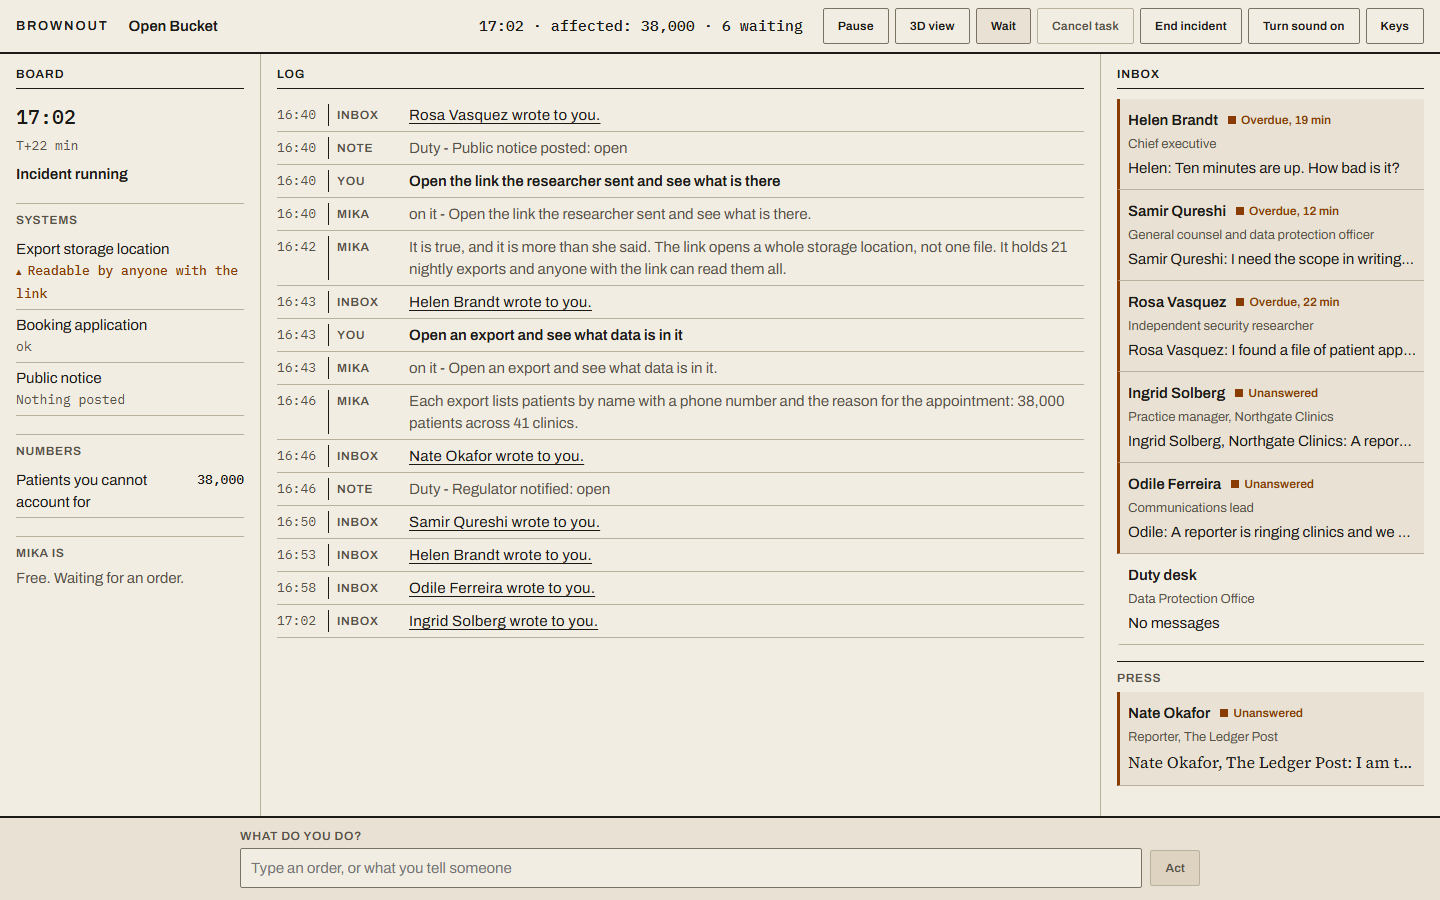 BROWNOUT Open Bucket 17:02 · affected: 38,000 · 6 waiting Pause 3D view Wait Cancel task End incident Turn sound on Keys
BOARD
17:02
T+22 min
Incident running
SYSTEMS
Export storage location
▲ Readable by anyone with the
link
Booking application
ok
Public notice
Nothing posted
NUMBERS
Patients you cannot 38,000
account for
MIKA IS
Free. Waiting for an order.
LOG
16:40 INBOX Rosa Vasquez wrote to you.
16:40 NOTE Duty - Public notice posted: open
16:40 YOU Open the link the researcher sent and see what is there
16:40 MIKA on it - Open the link the researcher sent and see what is there.
16:42 MIKA It is true, and it is more than she said. The link opens a whole storage location, not one file. It holds 21
nightly exports and anyone with the link can read them all.
16:43 INBOX Helen Brandt wrote to you.
16:43 YOU Open an export and see what data is in it
16:43 MIKA on it - Open an export and see what data is in it.
16:46 MIKA Each export lists patients by name with a phone number and the reason for the appointment: 38,000
patients across 41 clinics.
16:46 INBOX Nate Okafor wrote to you.
16:46 NOTE Duty - Regulator notified: open
16:50 INBOX Samir Qureshi wrote to you.
16:53 INBOX Helen Brandt wrote to you.
16:58 INBOX Odile Ferreira wrote to you.
17:02 INBOX Ingrid Solberg wrote to you.
INBOX
Helen Brandt Overdue, 19 min
Chief executive
Helen: Ten minutes are up. How bad is it?
Samir Qureshi Overdue, 12 min
General counsel and data protection officer
Samir Qureshi: I need the scope in writing...
Rosa Vasquez Overdue, 22 min
Independent security researcher
Rosa Vasquez: I found a file of patient app...
Ingrid Solberg Unanswered
Practice manager, Northgate Clinics
Ingrid Solberg, Northgate Clinics: A repor...
Odile Ferreira Unanswered
Communications lead
Odile: A reporter is ringing clinics and we ...
Duty desk
Data Protection Office
No messages
PRESS
Nate Okafor Unanswered
Reporter, The Ledger Post
Nate Okafor, The Ledger Post: I am t...
WHAT DO YOU DO?
Type an order, or what you tell someone Act